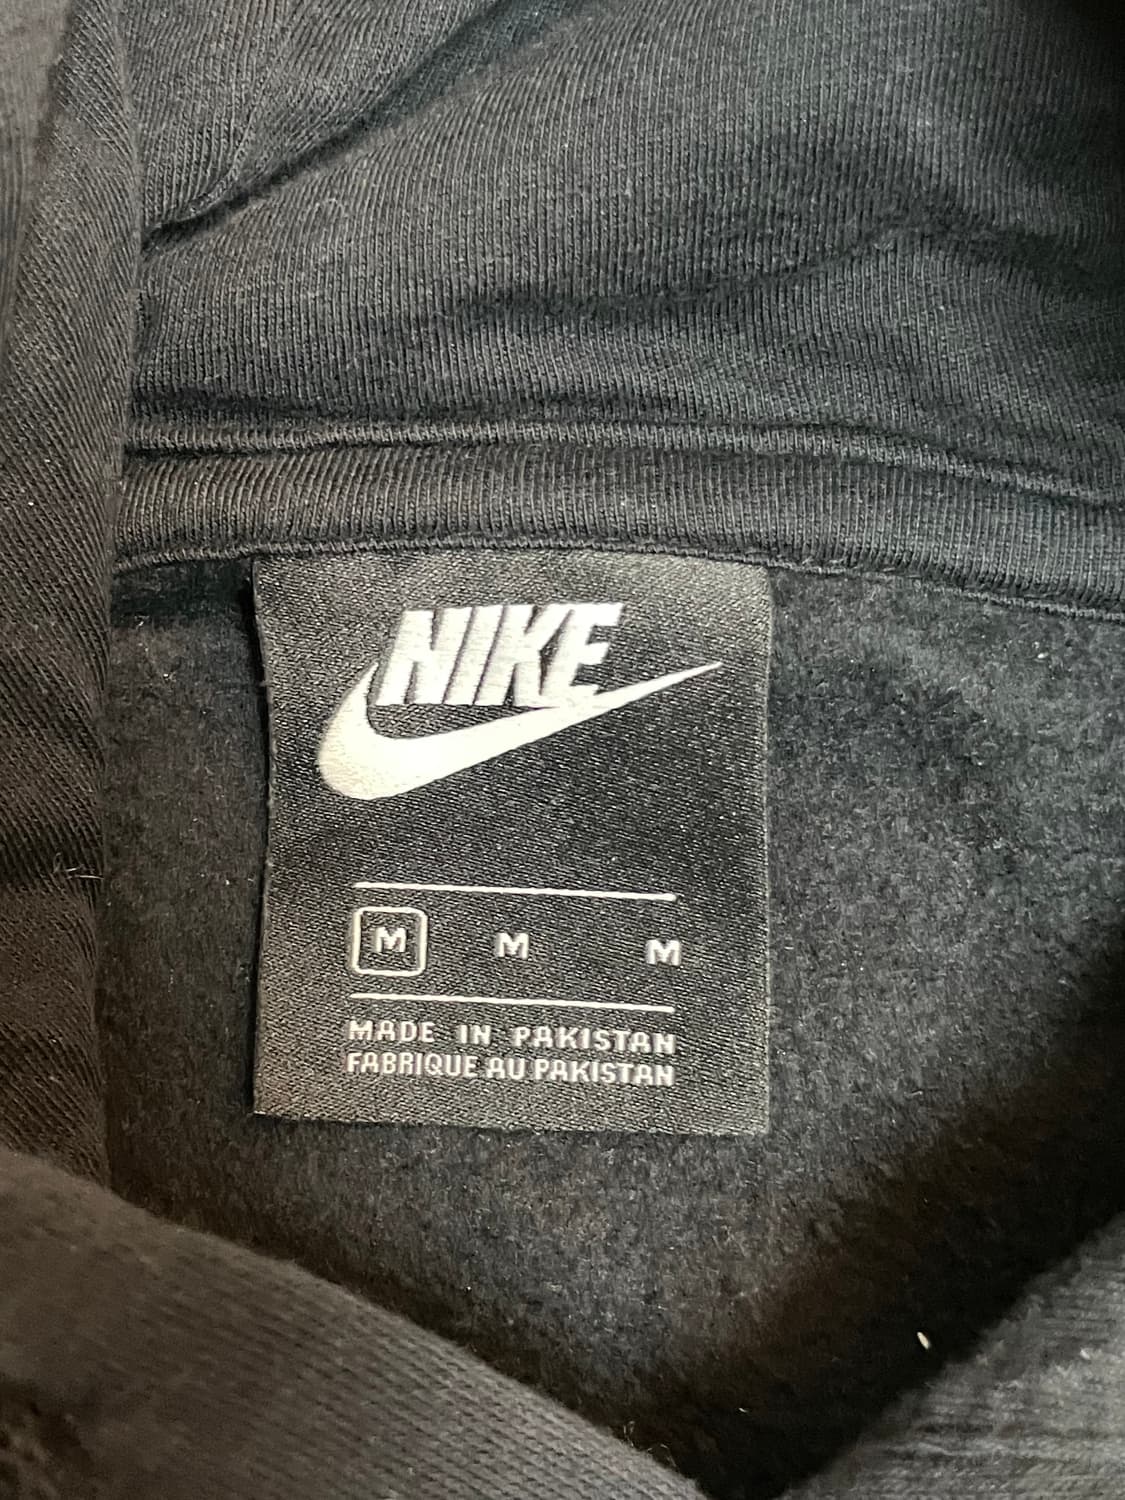 NIKE
M M M
MADE IN PAKISTAN
FABRIQUE AU PAKISTAN